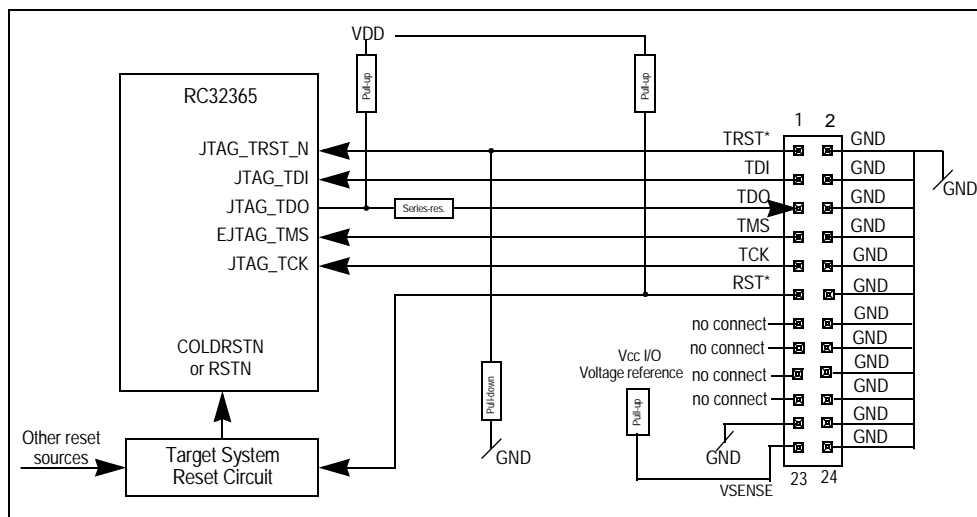 VDD
Pull-up
Pull-up
RC32365
1 2
JTAG_TRST_N
TRST*
GND
JTAG_TDI
TDI
GND
GND
JTAG_TDO
Series-res.
TDO
GND
EJTAG_TMS
TMS
GND
JTAG_TCK
TCK
GND
RST*
GND
no connect
GND
no connect
GND
COLDRSTN
or RSTN
Vcc I/O
Voltage reference
no connect
GND
no connect
GND
Pull-down
Pull-up
GND
GND
GND
GND
Other reset
sources
Target System
Reset Circuit
VSENSE
23 24